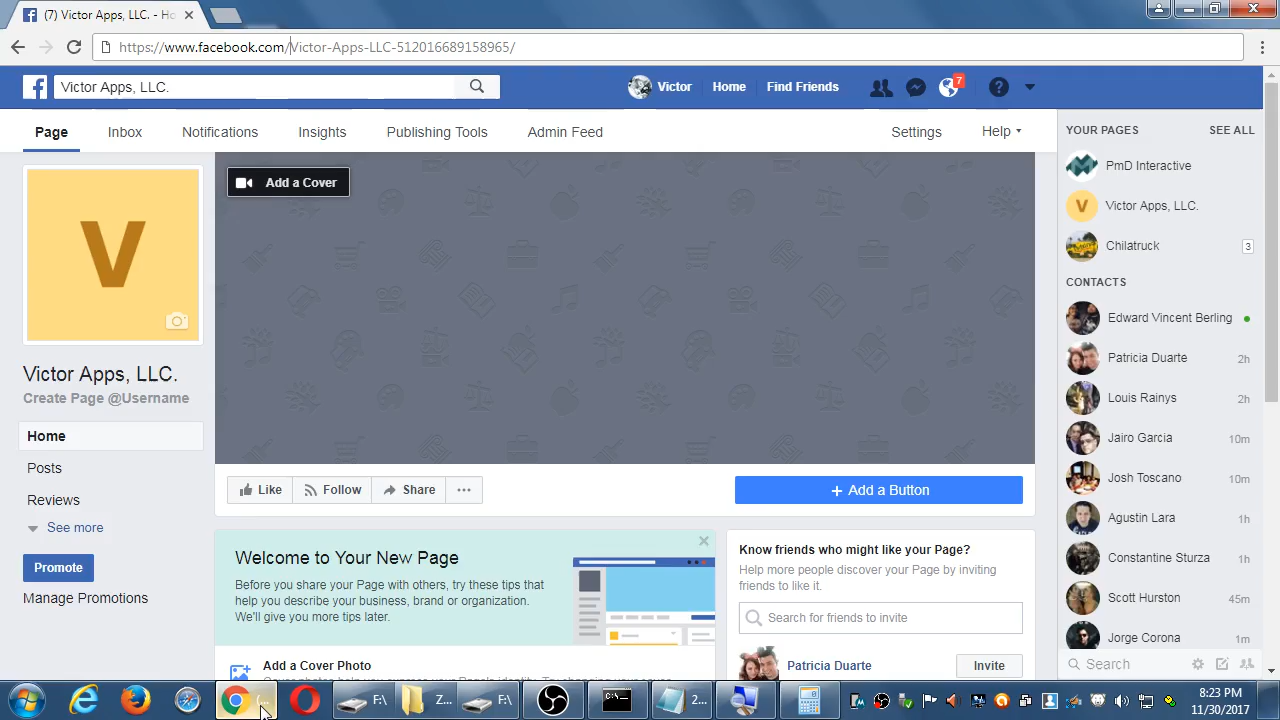 (7) Victor Apps, LLC. - Ho
https://www.facebook.com/Victor-Apps-LLC-512016689158965/
Victor Apps, LLC.
Victor
Home
Find Friends
7
Page
Inbox
Notifications
Insights
Publishing Tools
Admin Feed
Settings
Help
Add a Cover
V
Victor Apps, LLC.
Create Page @Username
Home
Posts
Reviews
See more
Promote
Manage Promotions
Like
Follow
Share
+ Add a Button
Welcome to Your New Page
Before you share your Page with others, try these tips that
help you describe your business, brand or organization.
We'll give you more tips later.
Add a Cover Photo
Know friends who might like your Page?
Help more people discover your Page by inviting
friends to like it.
Search for friends to invite
Patricia Duarte
Invite
YOUR PAGES
SEE ALL
PmD Interactive
V
Victor Apps, LLC.
Chilatruck
3
CONTACTS
Edward Vincent Berling
Patricia Duarte
2h
Louis Rainys
2h
Jairo Garcia
10m
Josh Toscano
10m
Agustin Lara
1h
Constantine Sturza
1h
Scott Hurston
45m
Jorge Corona
1m
Search
F:\
Z...
F:\
2...
8:23 PM
11/30/2017